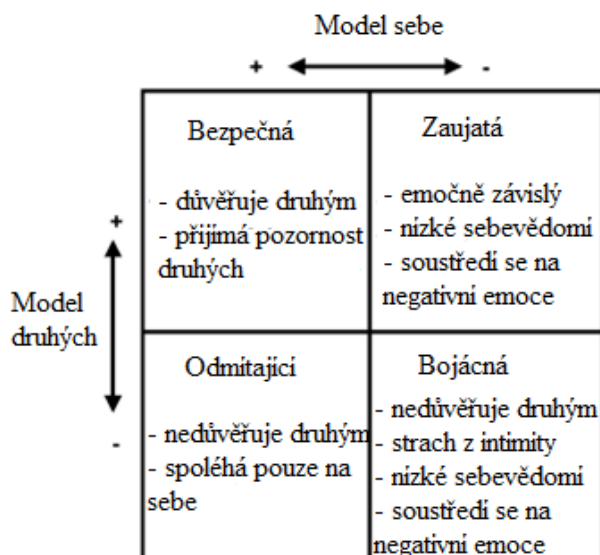 Model sebe
+ -
Bezpečná
- důvěřuje druhým
- přijímá pozornost
druhých
Zaujatá
- emočně závislý
- nízké sebevědomí
- soustředí se na
negativní emoce
+
Model
druhých
-
Odmítající
- nedůvěřuje druhým
- spoléhá pouze na
sebe
Bojácná
- nedůvěřuje druhým
- strach z intimity
- nízké sebevědomí
- soustředí se na
negativní emoce